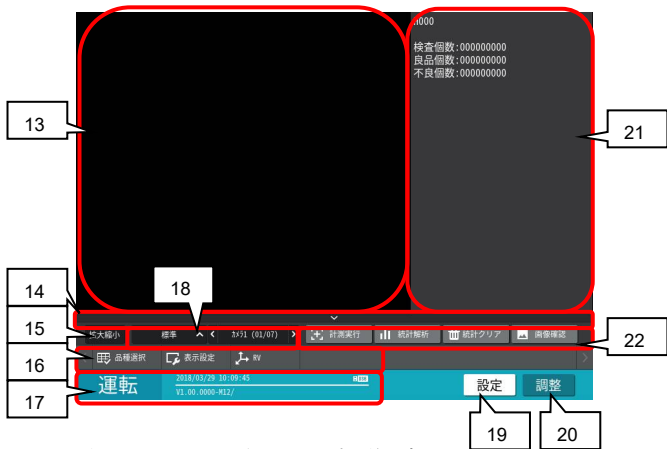 n000
検査個数:000000000
良品個数:000000000
不良個数:000000000
13
21
14
18
15
拡大縮小
標準
ｶﾒﾗ1 (01/07)
計測実行
統計解析
統計クリア
画像確認
22
16
品種選択
表示設定
RV
17
運転
2018/03/29 10:09:45
V1.00.0000-M12/
設定
調整
19
20